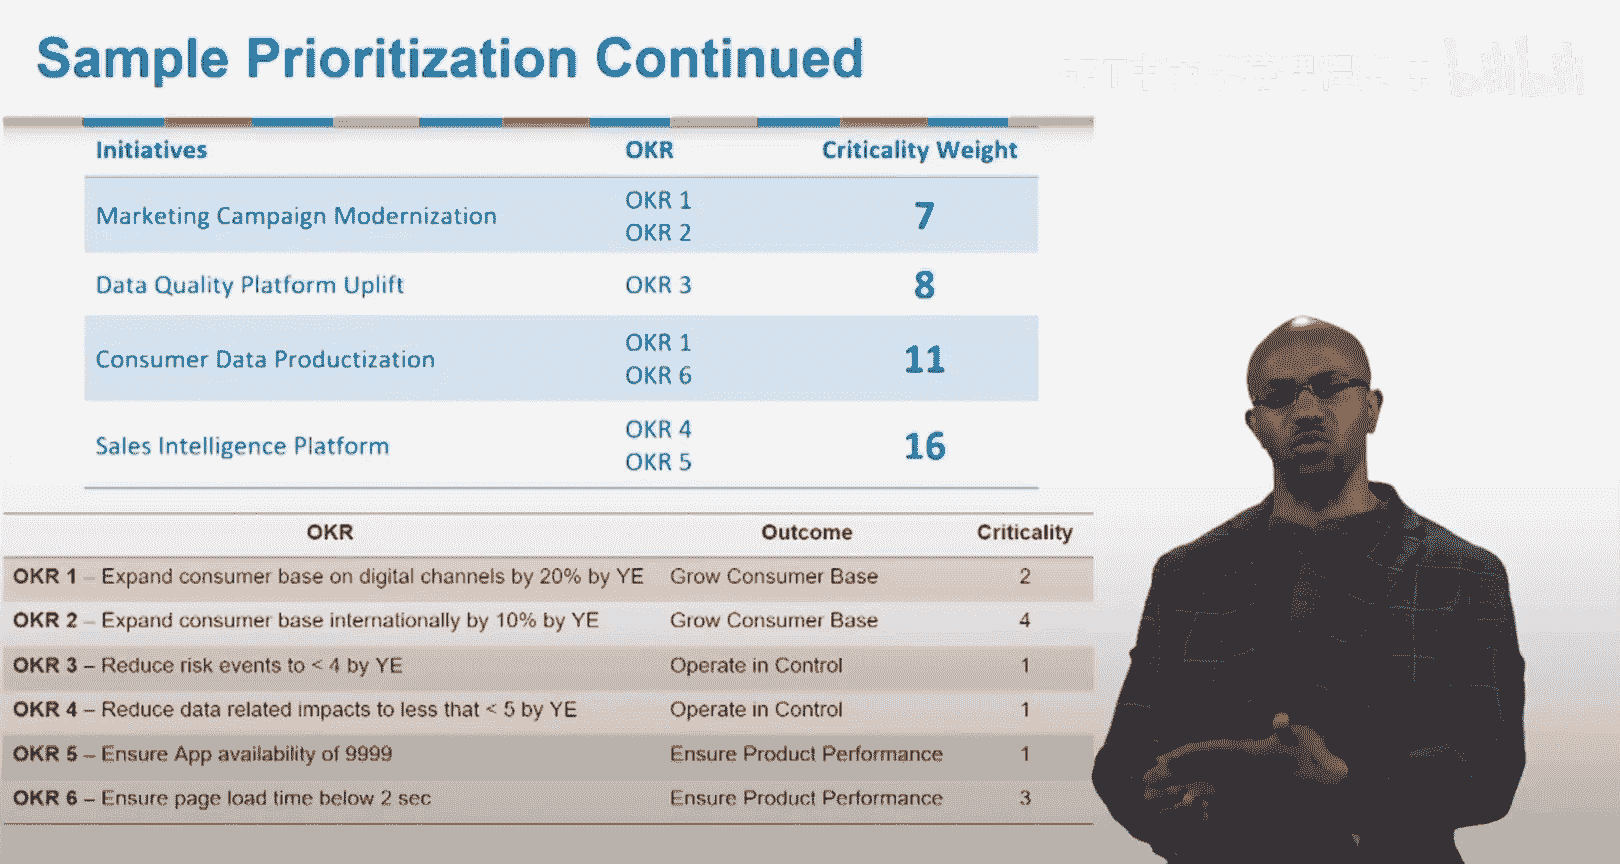 Sample Prioritization Continued
Initiatives OKR Criticality Weight
Marketing Campaign Modernization OKR 1 OKR 2 7
Data Quality Platform Uplift OKR 3 8
Consumer Data Productization OKR 1 OKR 6 11
Sales Intelligence Platform OKR 4 OKR 5 16
OKR Outcome Criticality
OKR 1 – Expand consumer base on digital channels by 20% by YE Grow Consumer Base 2
OKR 2 – Expand consumer base internationally by 10% by YE Grow Consumer Base 4
OKR 3 – Reduce risk events to < 4 by YE Operate in Control 1
OKR 4 – Reduce data related impacts to less that < 5 by YE Operate in Control 1
OKR 5 – Ensure App availability of 9999 Ensure Product Performance 1
OKR 6 – Ensure page load time below 2 sec Ensure Product Performance 3